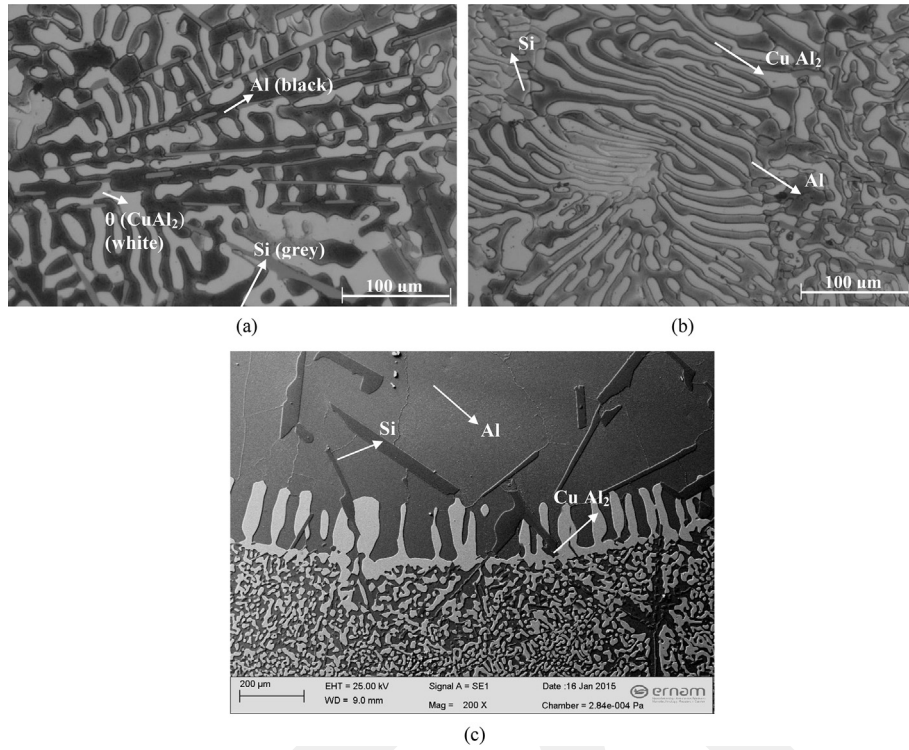 Al (black)
θ (CuAl₂)
(white)
Si (grey)
100 µm
(a)
Si
Cu Al₂
Al
100 µm
(b)
Si
Al
Cu Al₂
200 µm
EHT = 25.00 kV
Signal A = SE1
Date :16 Jan 2015
WD = 9.0 mm
Mag = 200 X
Chamber = 2.84e-004 Pa
ernam
(c)